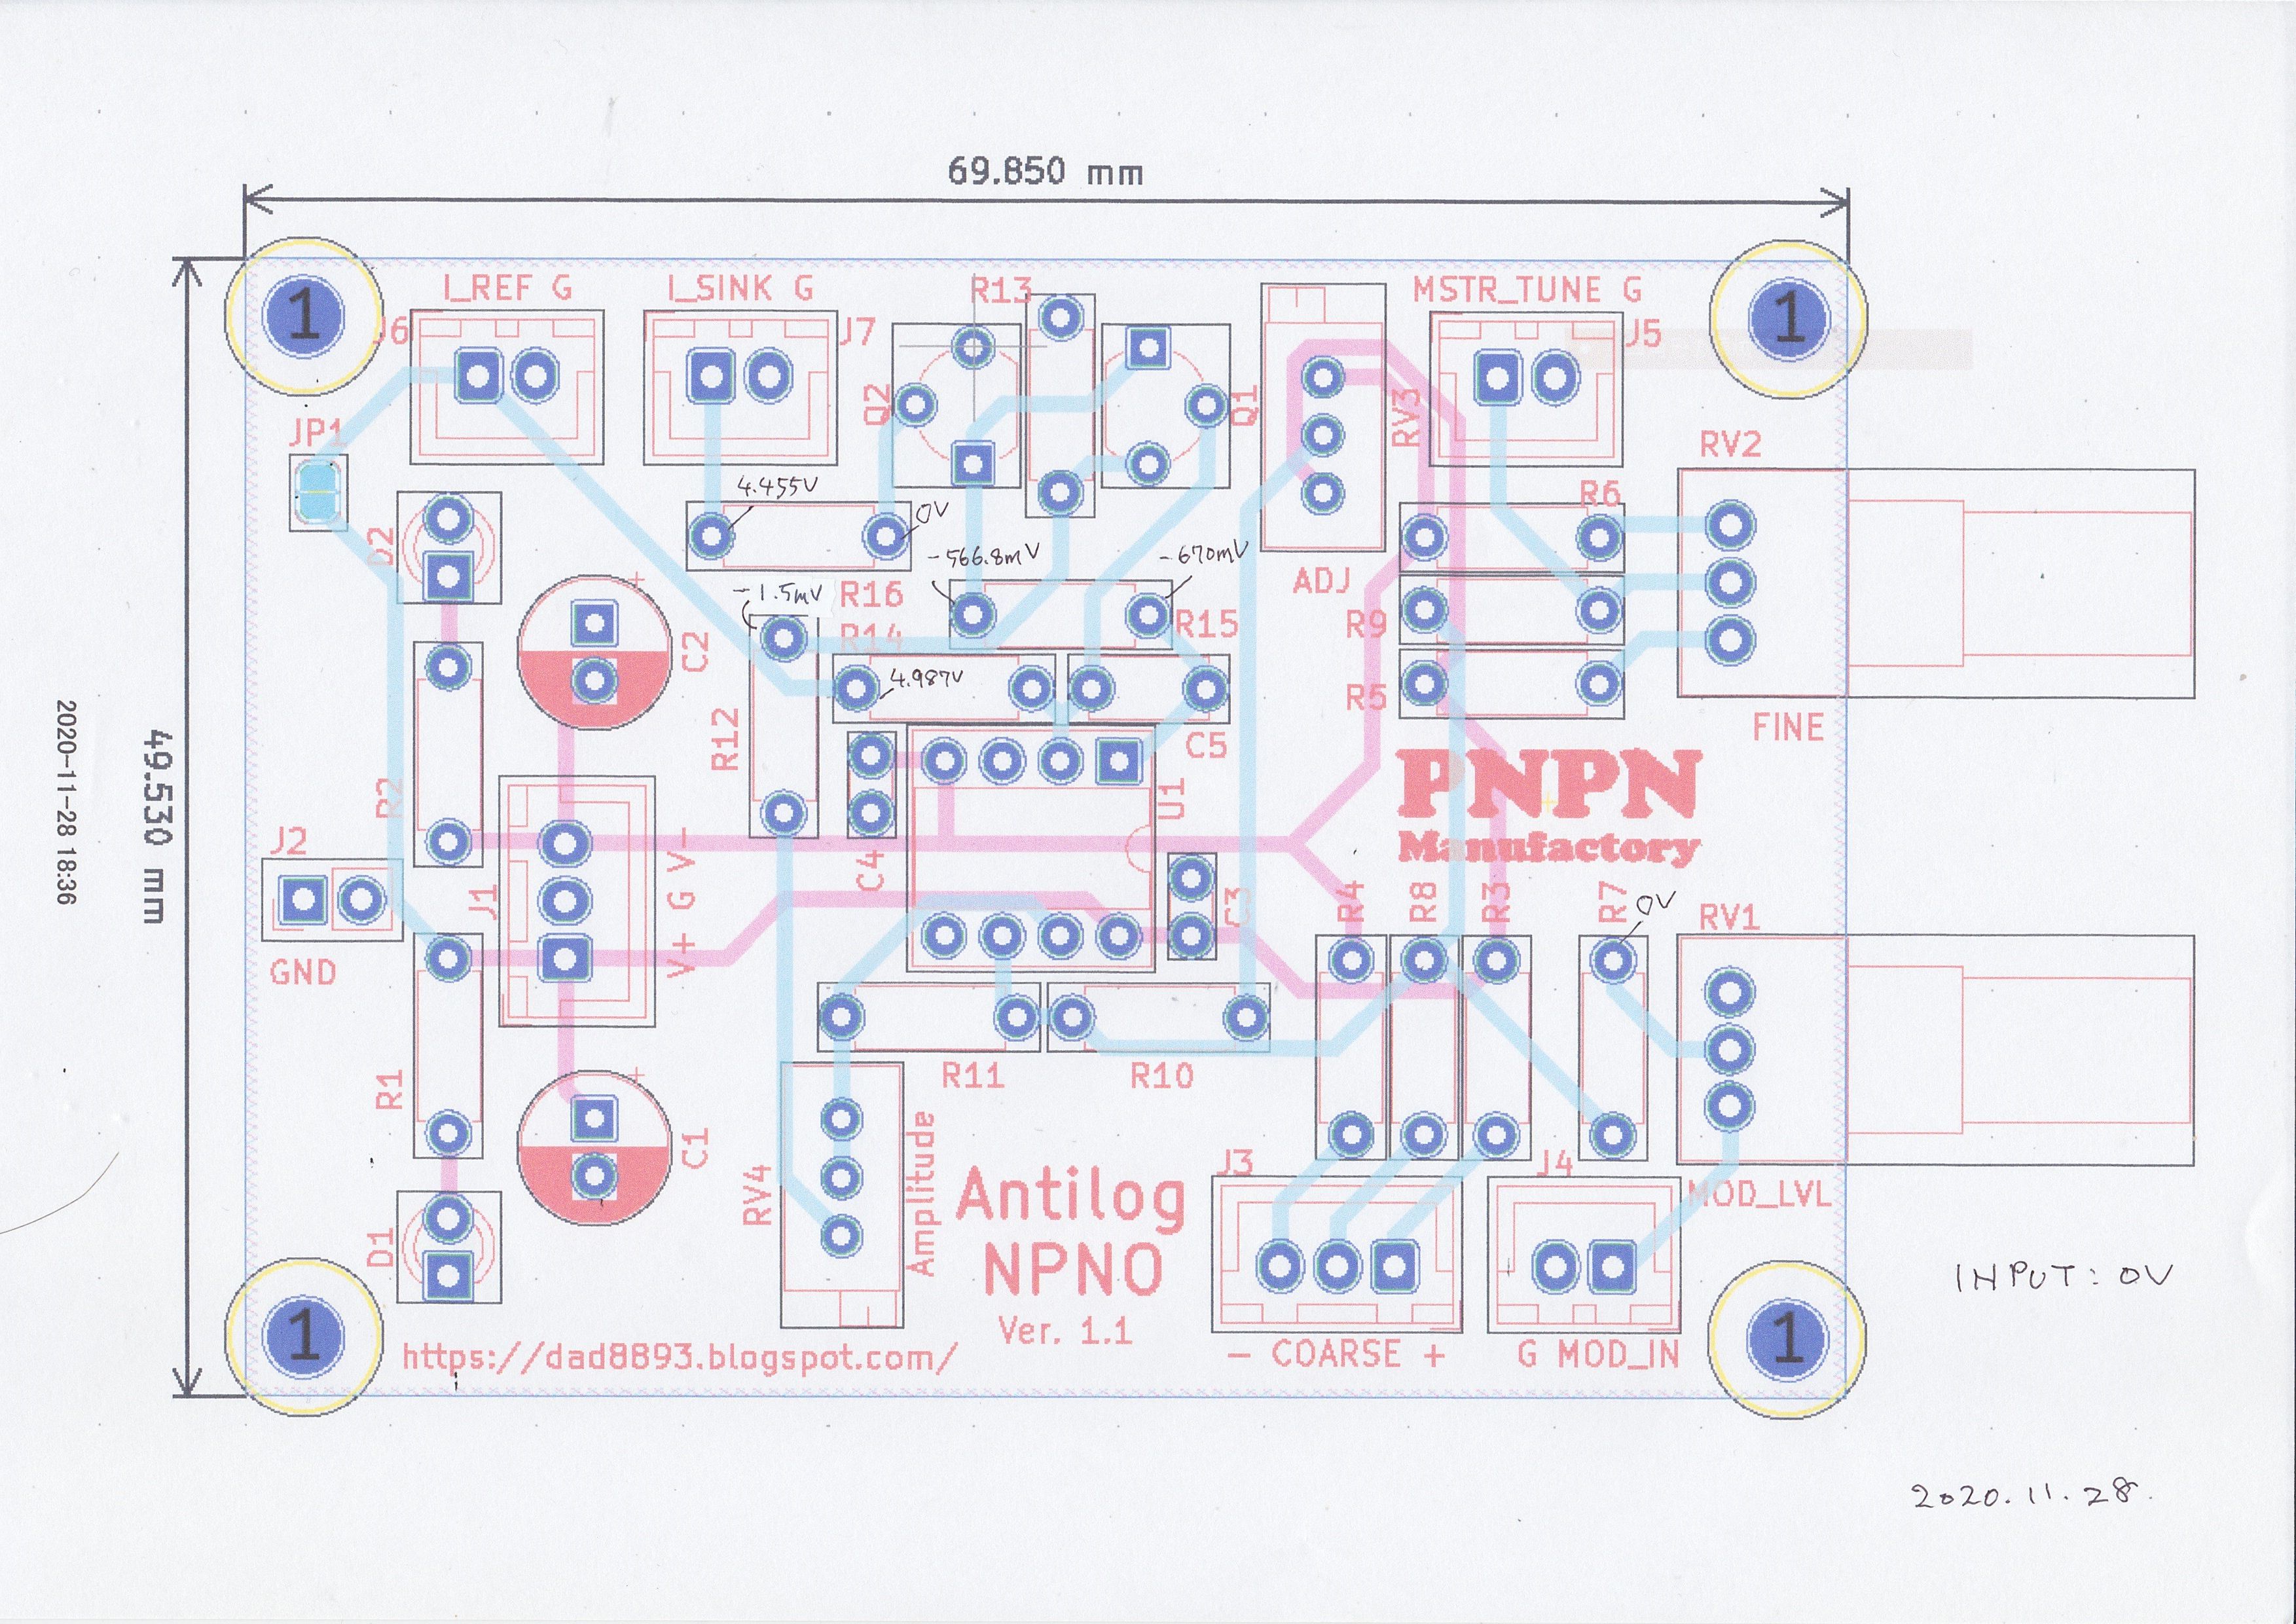 69.850 mm
49.530 mm
2020-11-28 18:36
I_REF G
I_SINK G
R13
MSTR_TUNE G
1
1
J6
J7
Q2
Q1
RV3
J5
JP1
RV2
4.455V
0V
R6
D2
-566.8mV
-670mV
ADJ
-1.5mV
R16
R14
R15
R9
C2
4.987V
R5
R12
C5
FINE
R2
U1
PNPN
Manufactory
J2
C4
J1
V+ G V-
C3
R4
R8
R3
R7
0V
RV1
GND
R1
R11
R10
C1
RV4
Amplitude
Antilog
NPNO
Ver. 1.1
J3
J4
MOD_LVL
D1
INPUT: 0V
1
1
https://dad8893.blogspot.com/
- COARSE +
G MOD_IN
2020.11.28.